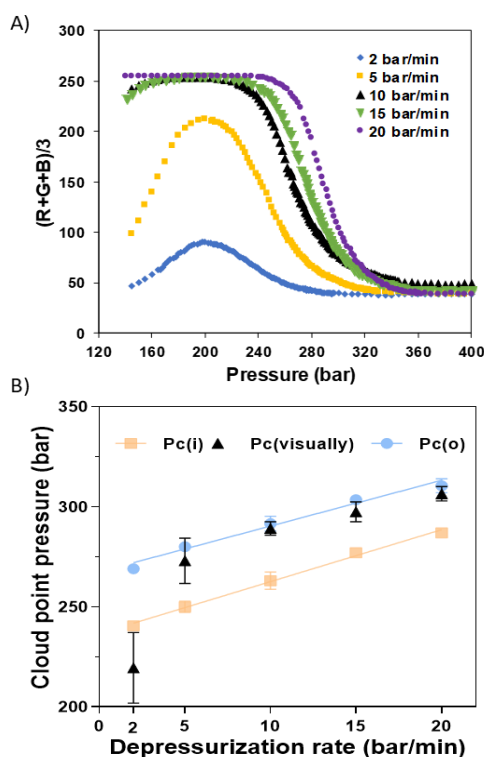 A)
300
250
200
150
100
50
0
(R+G+B)/3
2 bar/min
5 bar/min
10 bar/min
15 bar/min
20 bar/min
120 160 200 240 280 320 360 400
Pressure (bar)
B)
350
300
250
200
Cloud point pressure (bar)
Pc(i) Pc(visually) Pc(o)
0 2 5 10 15 20
Depressurization rate (bar/min)